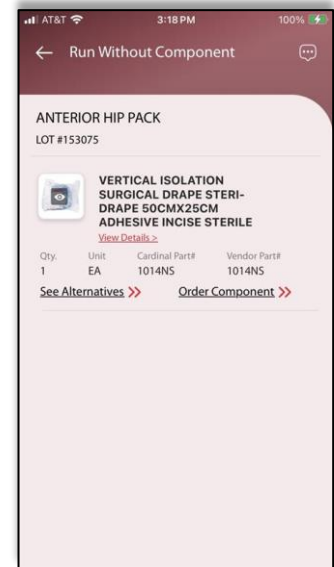 AT&T 3:18 PM 100%
Run Without Component
ANTERIOR HIP PACK
LOT #153075
VERTICAL ISOLATION
SURGICAL DRAPE STERI-
DRAPE 50CMX25CM
ADHESIVE INCISE STERILE
View Details >
Qty. Unit Cardinal Part# Vendor Part#
1 EA 1014NS 1014NS
See Alternatives >> Order Component >>